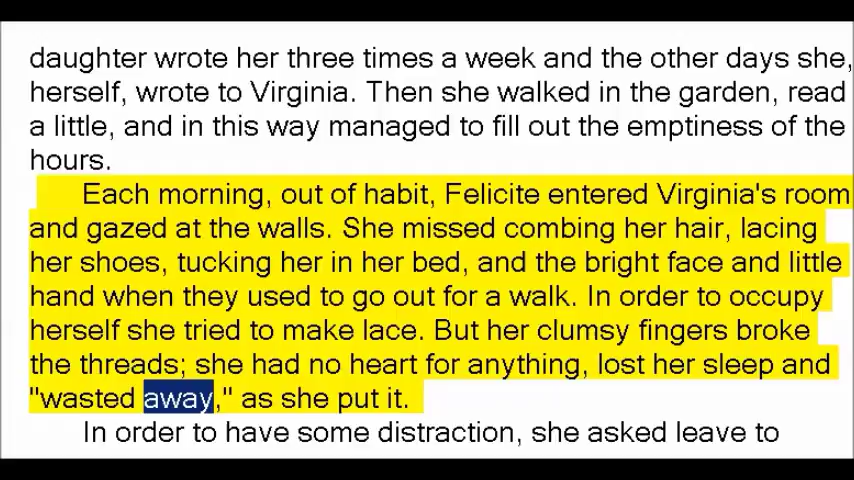 daughter wrote her three times a week and the other days she,
herself, wrote to Virginia. Then she walked in the garden, read
a little, and in this way managed to fill out the emptiness of the
hours.
Each morning, out of habit, Felicite entered Virginia's room
and gazed at the walls. She missed combing her hair, lacing
her shoes, tucking her in her bed, and the bright face and little
hand when they used to go out for a walk. In order to occupy
herself she tried to make lace. But her clumsy fingers broke
the threads; she had no heart for anything, lost her sleep and
"wasted away," as she put it.
In order to have some distraction, she asked leave to